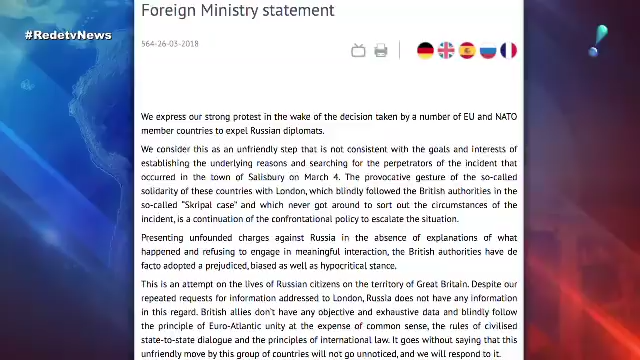 Foreign Ministry statement
#RedetvNews
564-26-03-2018
We express our strong protest in the wake of the decision taken by a number of EU and NATO
member countries to expel Russian diplomats.
We consider this as an unfriendly step that is not consistent with the goals and interests of
establishing the underlying reasons and searching for the perpetrators of the incident that
occurred in the town of Salisbury on March 4. The provocative gesture of the so-called
solidarity of these countries with London, which blindly followed the British authorities in the
so-called "Skripal case" and which never got around to sort out the circumstances of the
incident, is a continuation of the confrontational policy to escalate the situation.
Presenting unfounded charges against Russia in the absence of explanations of what
happened and refusing to engage in meaningful interaction, the British authorities have de
facto adopted a prejudiced, biased as well as hypocritical stance.
This is an attempt on the lives of Russian citizens on the territory of Great Britain. Despite our
repeated requests for information addressed to London, Russia does not have any information
in this regard. British allies don't have any objective and exhaustive data and blindly follow
the principle of Euro-Atlantic unity at the expense of common sense, the rules of civilised
state-to-state dialogue and the principles of international law. It goes without saying that this
unfriendly move by this group of countries will not go unnoticed, and we will respond to it.